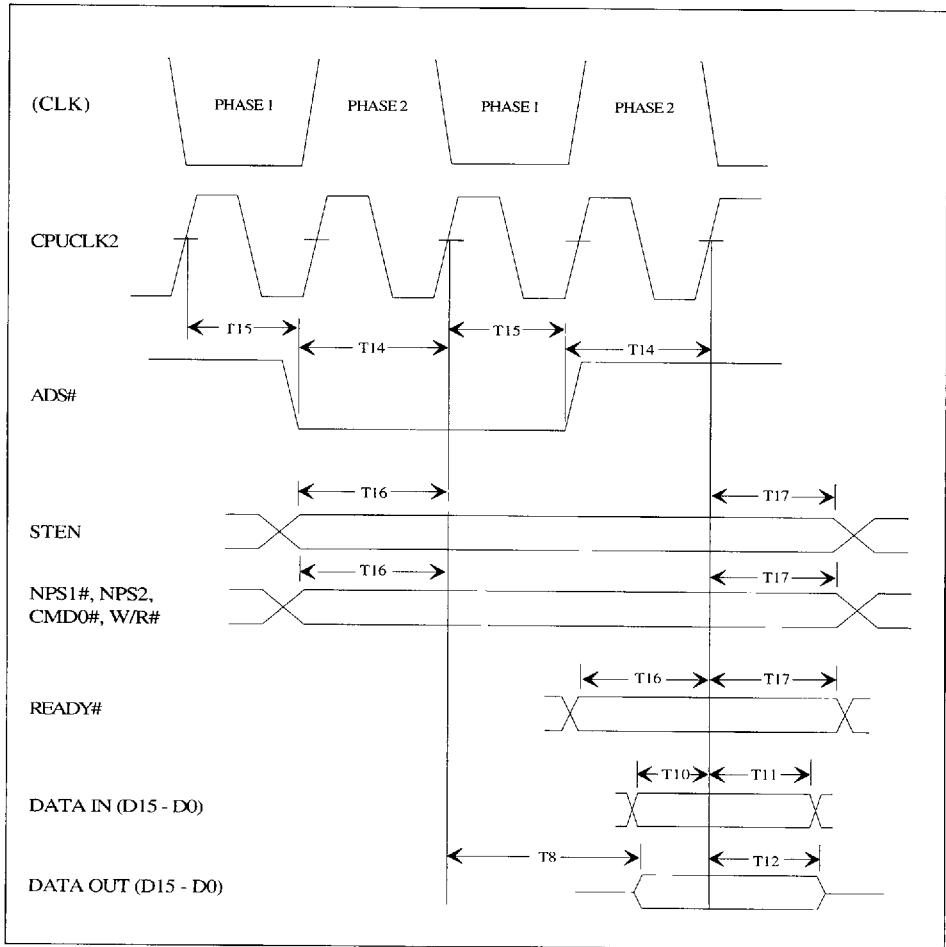 (CLK)
PHASE 1 PHASE 2 PHASE 1 PHASE 2
CPUCLK2
T15 T15
T14 T14
ADS#
T16
T17
STEN
T16 T17
NPS1#, NPS2,
CMD0#, W/R#
T16 T17
READY#
T10 T11
DATA IN (D15 - D0)
T8 T12
DATA OUT (D15 - D0)